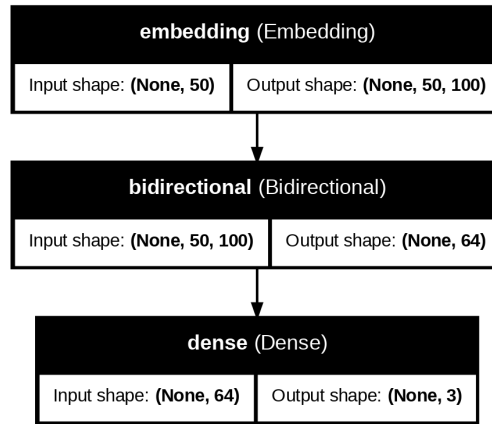 embedding (Embedding)
Input shape: (None, 50) Output shape: (None, 50, 100)
bidirectional (Bidirectional)
Input shape: (None, 50, 100) Output shape: (None, 64)
dense (Dense)
Input shape: (None, 64) Output shape: (None, 3)